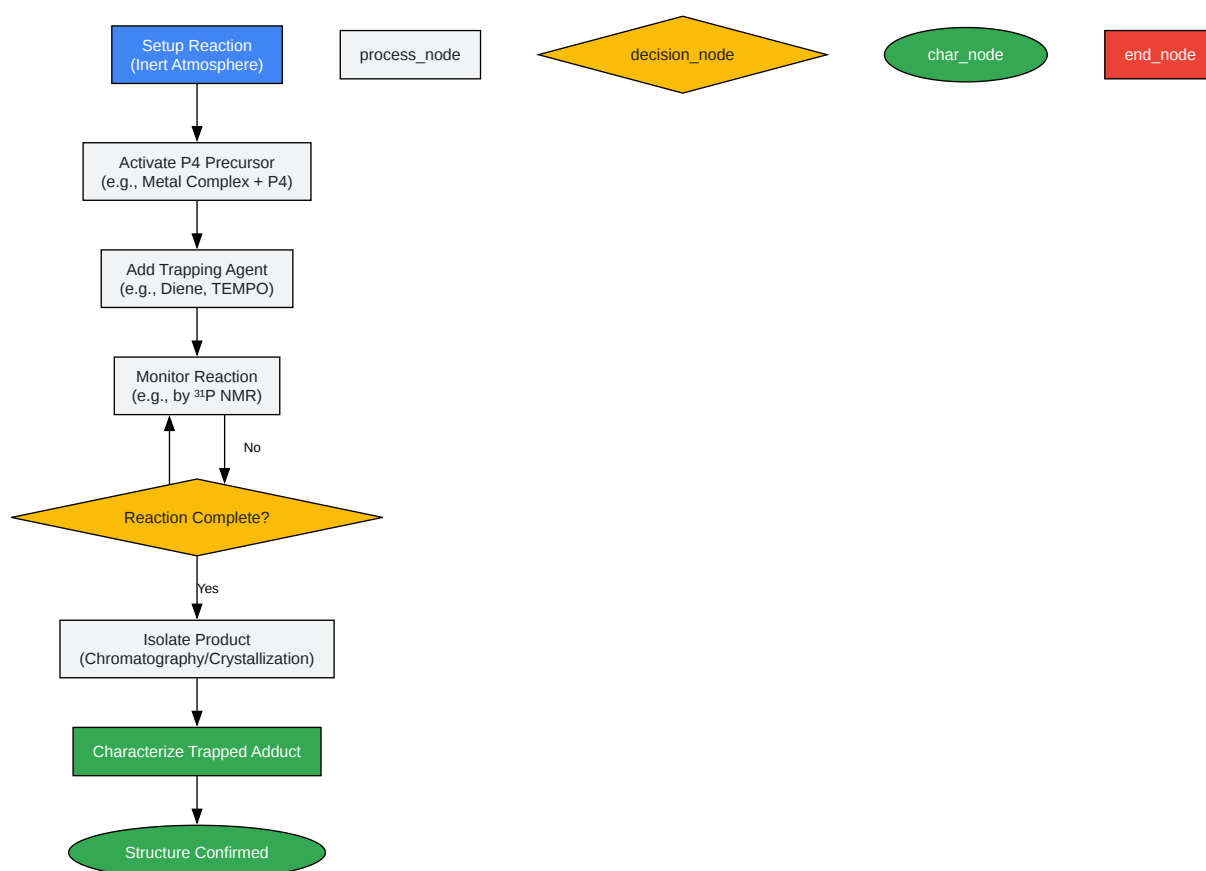 Setup Reaction
(Inert Atmosphere)
process_node
decision_node
char_node
end_node
Activate P4 Precursor
(e.g., Metal Complex + P4)
Add Trapping Agent
(e.g., Diene, TEMPO)
Monitor Reaction
(e.g., by ³¹P NMR)
No
Reaction Complete?
Yes
Isolate Product
(Chromatography/Crystallization)
Characterize Trapped Adduct
Structure Confirmed